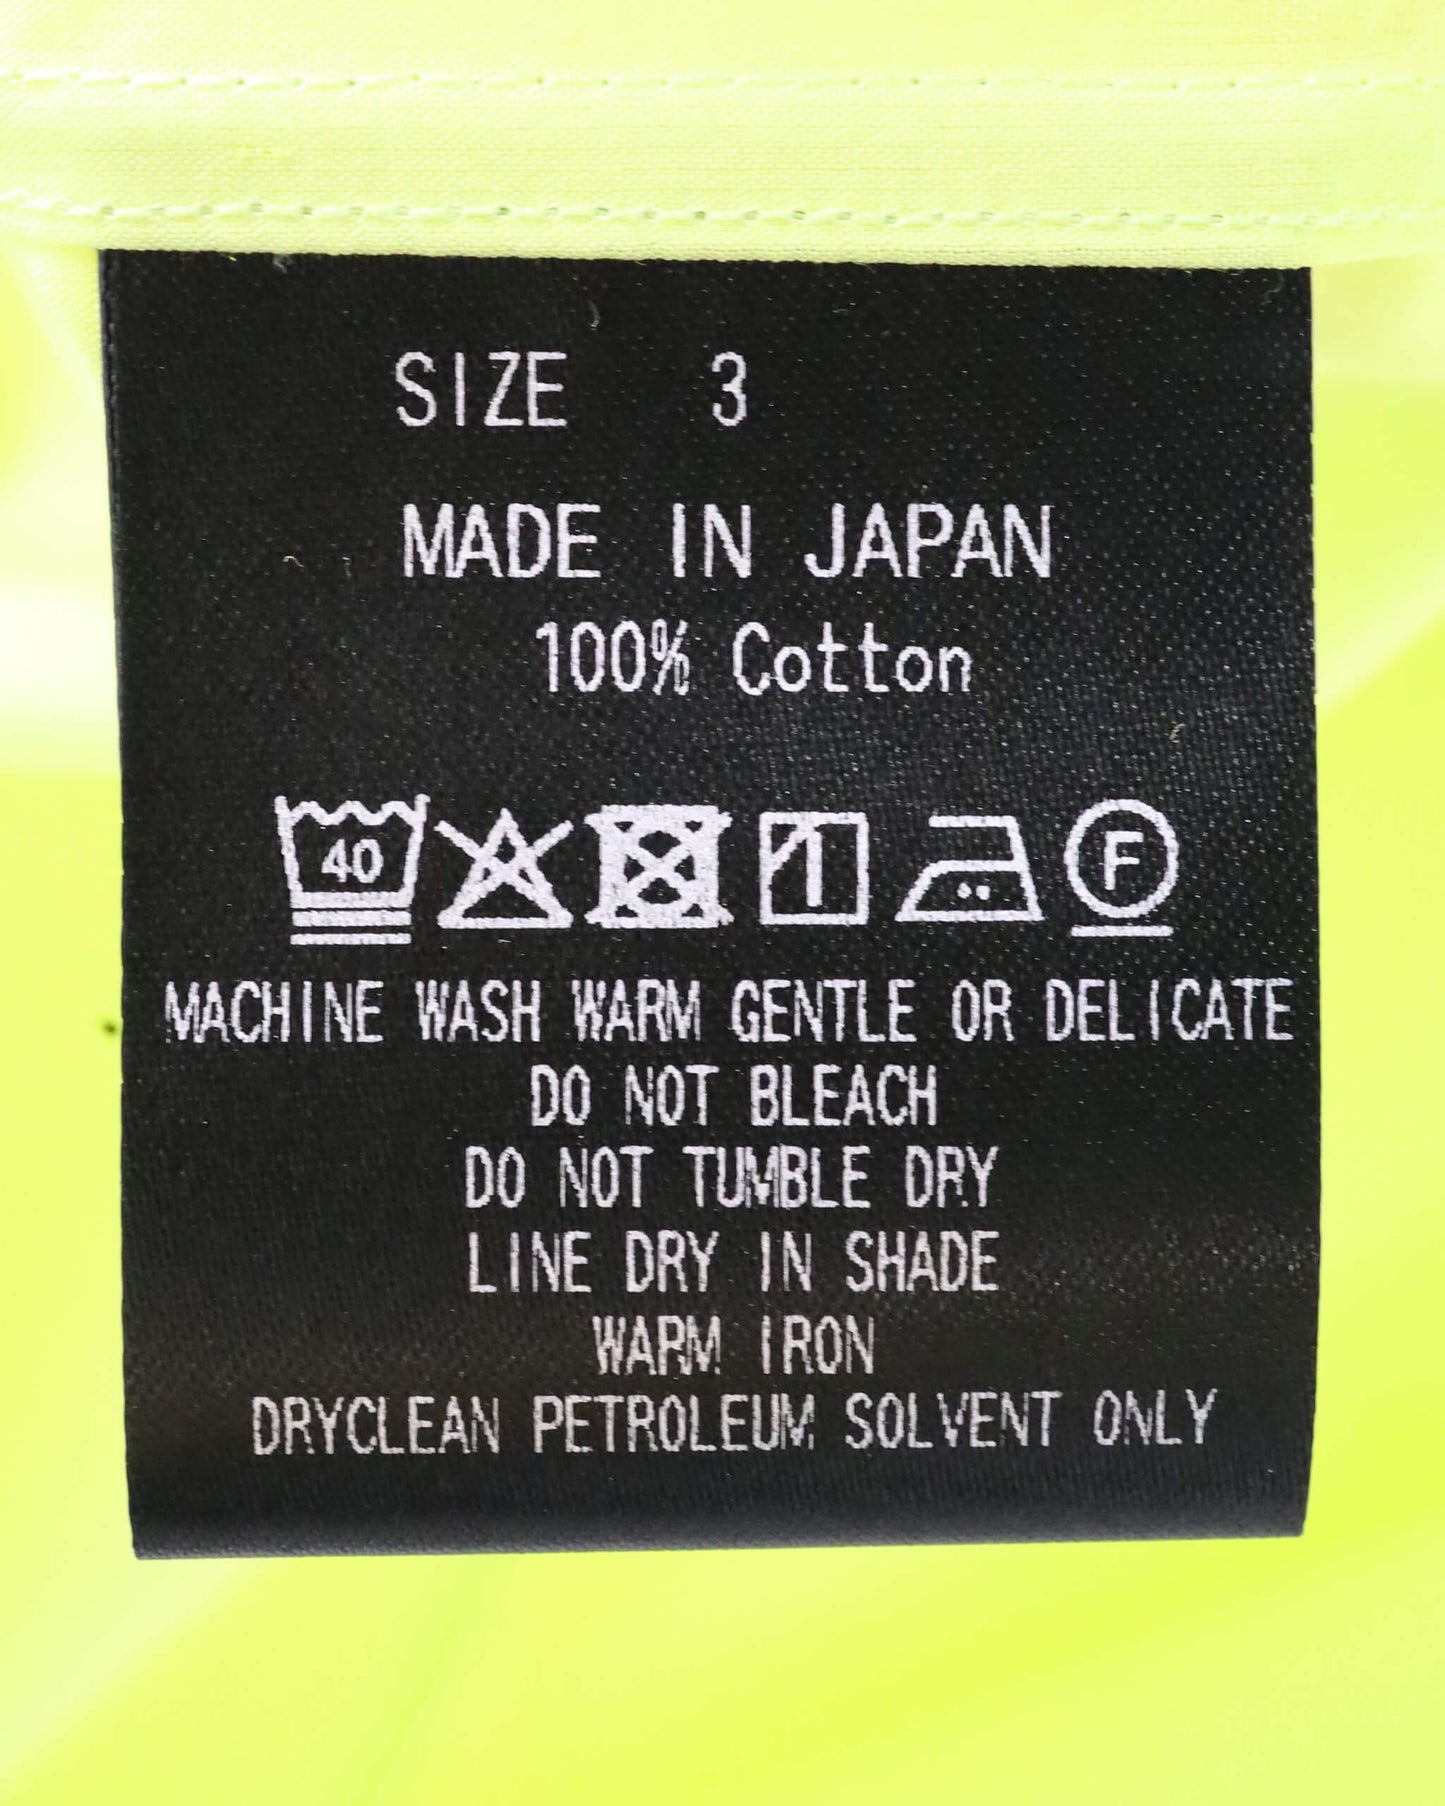 SIZE 3
MADE IN JAPAN
100% Cotton
40 F
MACHINE WASH WARM GENTLE OR DELICATE
DO NOT BLEACH
DO NOT TUMBLE DRY
LINE DRY IN SHADE
WARM IRON
DRYCLEAN PETROLEUM SOLVENT ONLY